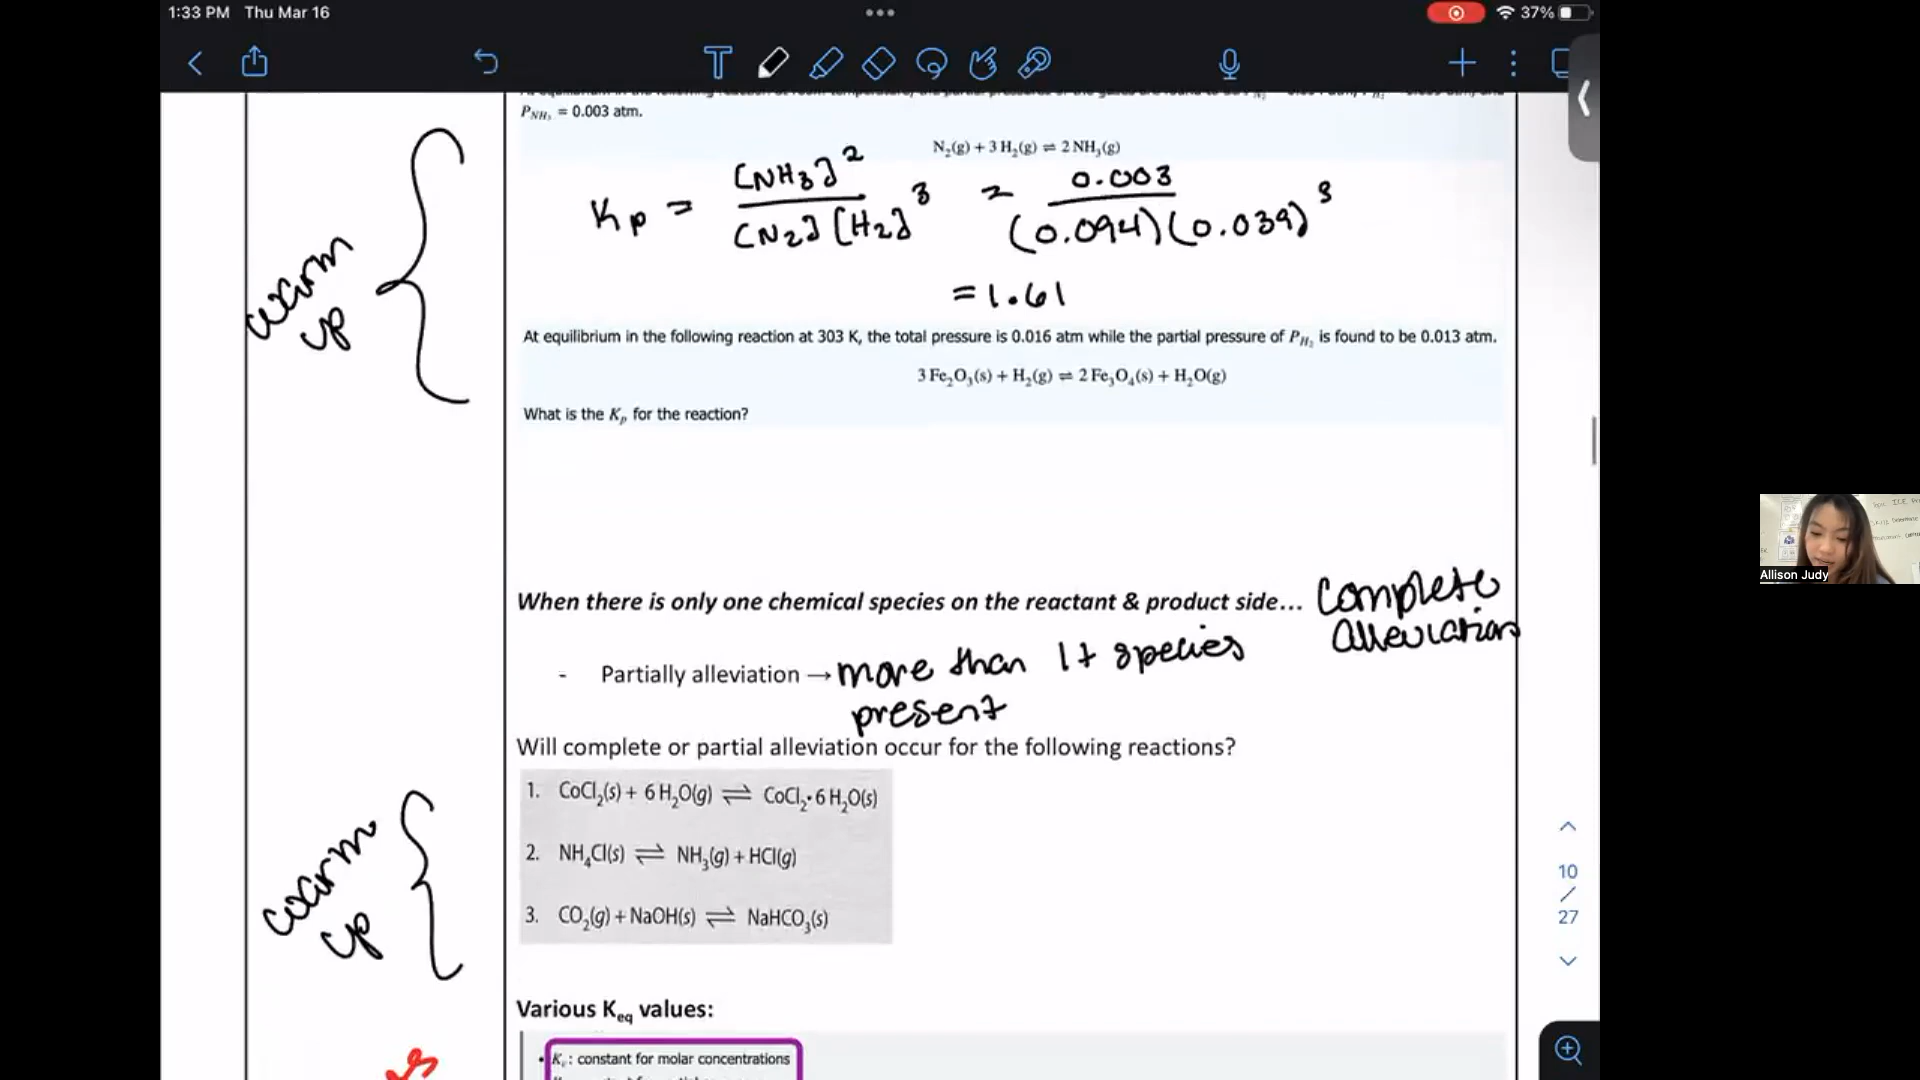 1:33 PM Thu Mar 16
37%
P_NH₃ = 0.003 atm.
N₂(g) + 3 H₂(g) ⇌ 2 NH₃(g)
Kp = [NH3]² / [N2][H2]³ = 0.003 / (0.094)(0.039)³
= 1.61
warm up
At equilibrium in the following reaction at 303 K, the total pressure is 0.016 atm while the partial pressure of P_H₂ is found to be 0.013 atm.
3 Fe₂O₃(s) + H₂(g) ⇌ 2 Fe₃O₄(s) + H₂O(g)
What is the Kₚ for the reaction?
When there is only one chemical species on the reactant & product side... Complete alleviation
- Partially alleviation → more than 1+ species
present
Will complete or partial alleviation occur for the following reactions?
1. CoCl₂(s) + 6 H₂O(g) ⇌ CoCl₂•6 H₂O(s)
2. NH₄Cl(s) ⇌ NH₃(g) + HCl(g)
3. CO₂(g) + NaOH(s) ⇌ NaHCO₃(s)
warm up
Various Keq values:
• K꜀: constant for molar concentrations
10
/
27
Allison Judy